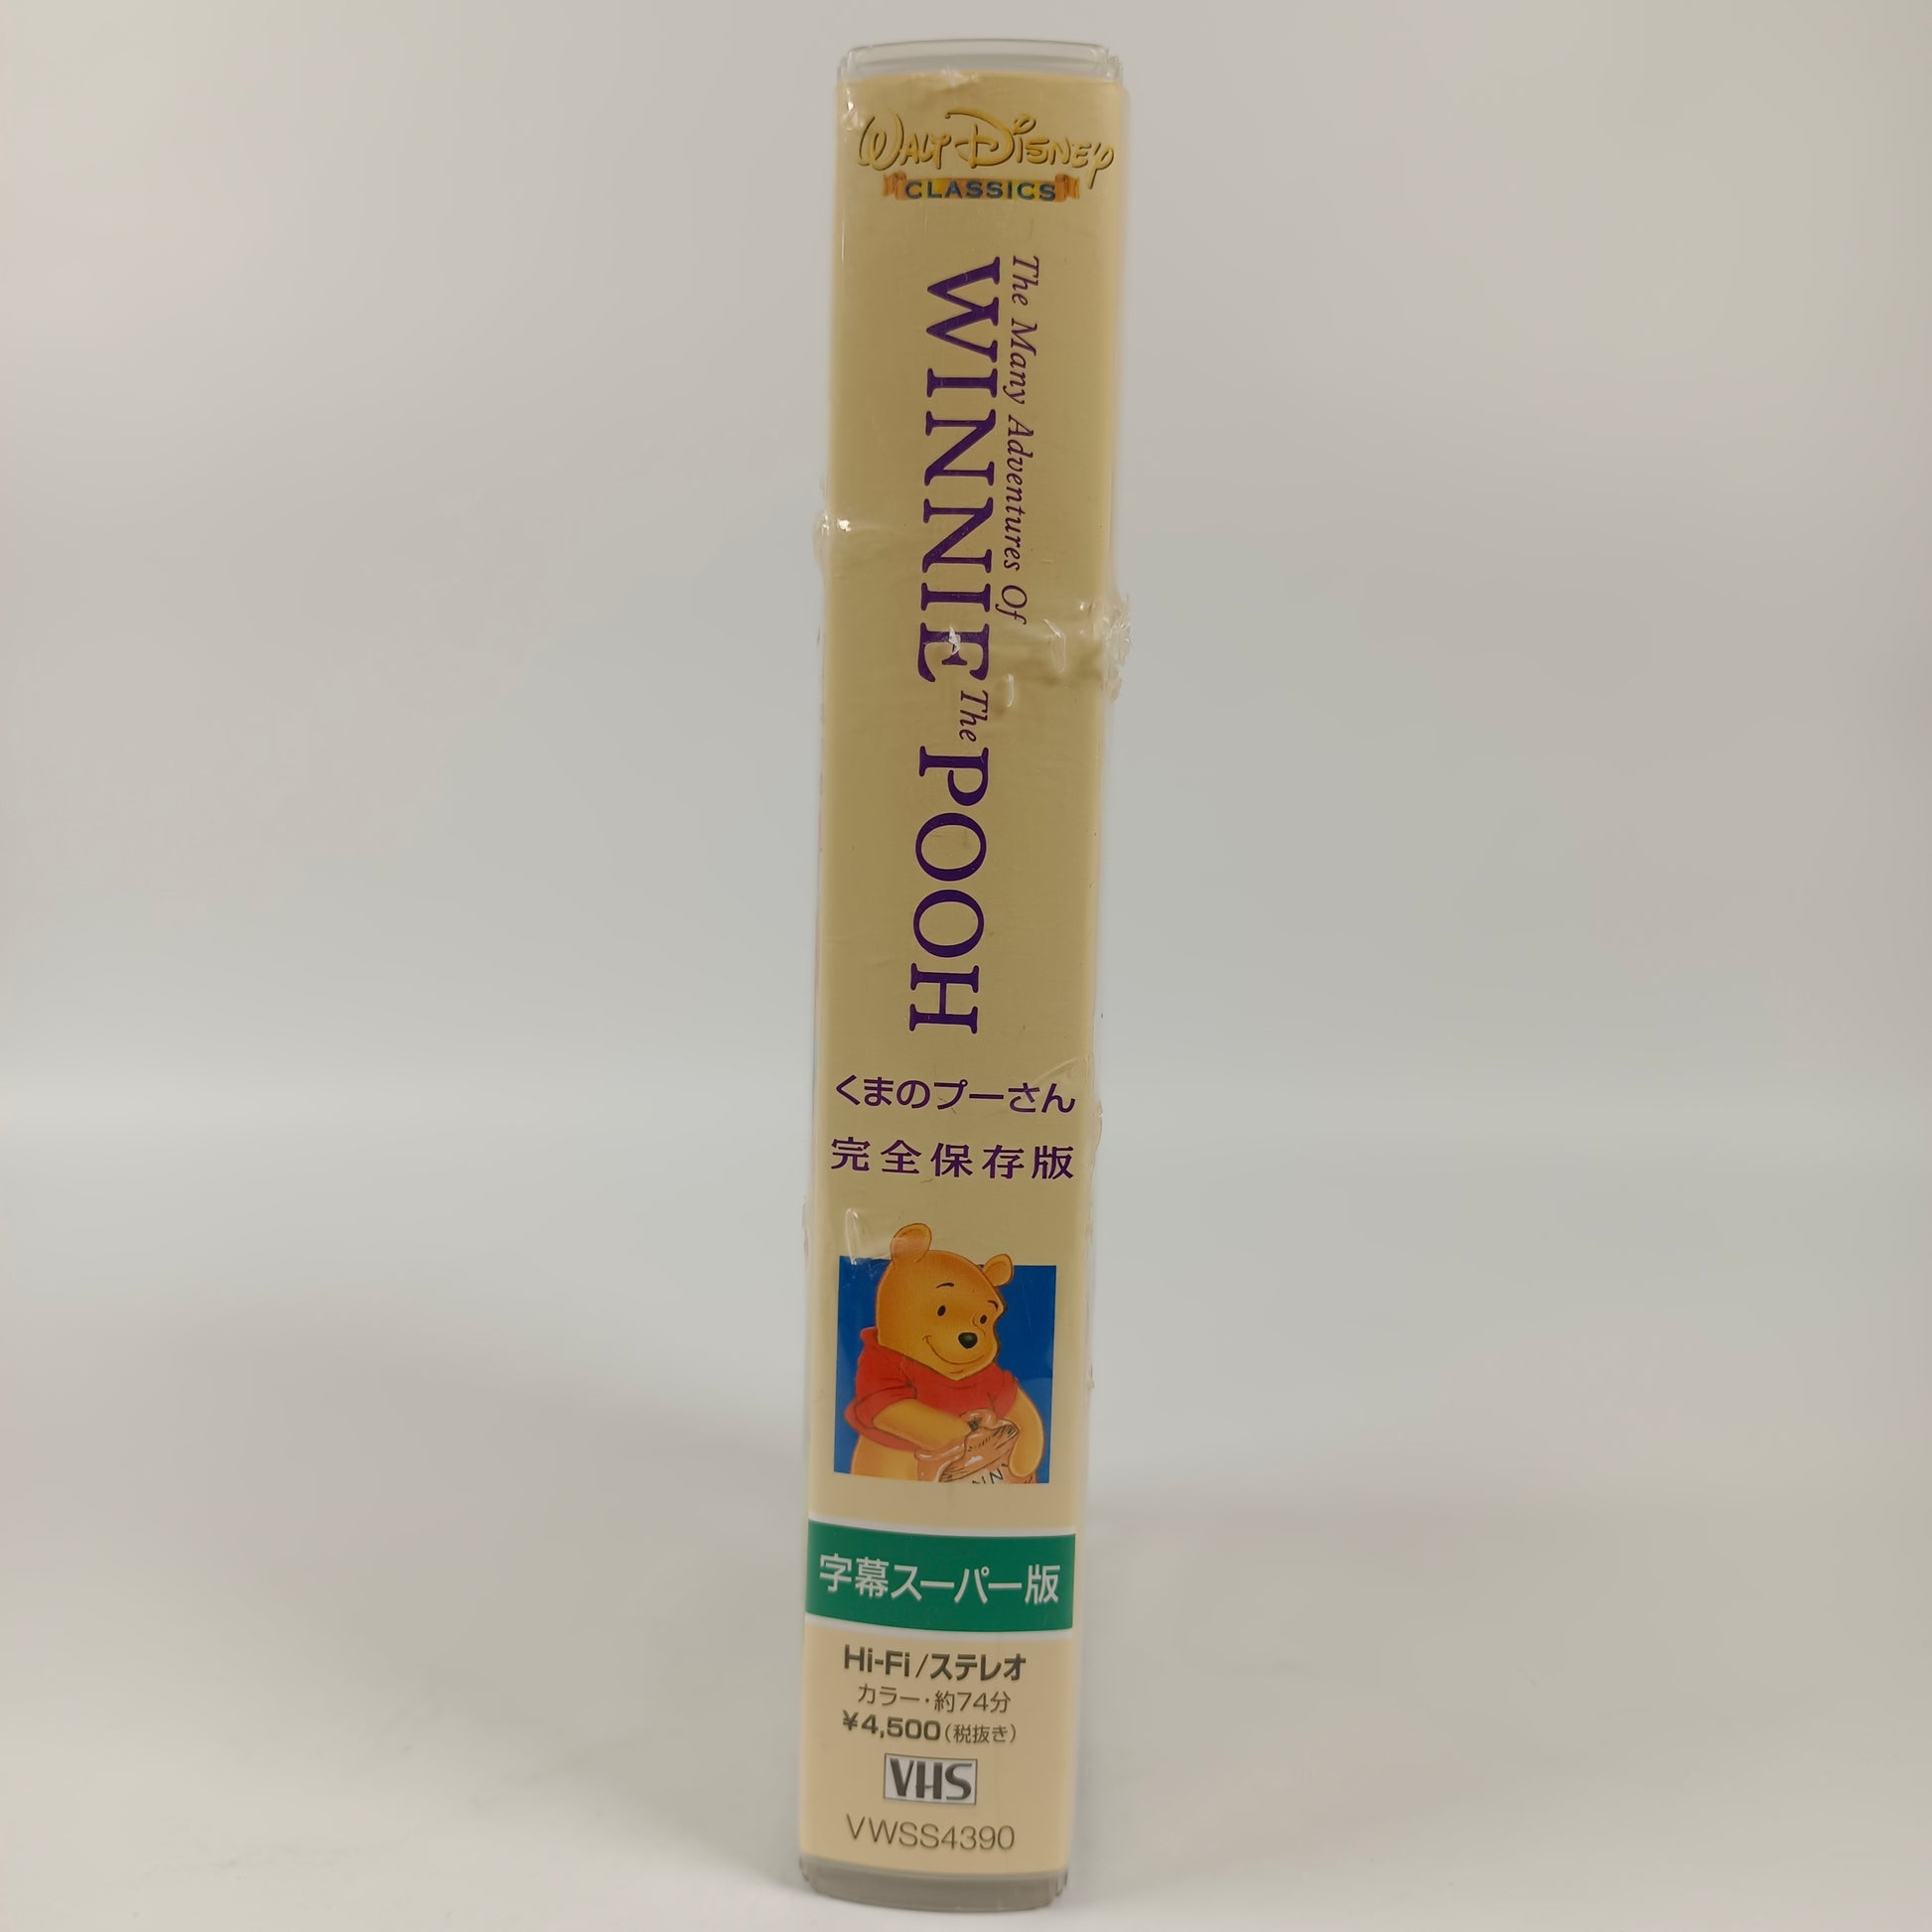 WALT DISNEY
CLASSICS
The Many Adventures Of
WINNIE The POOH
くまのプーさん
完全保存版
字幕スーパー版
Hi-Fi/ステレオ
カラー・約74分
¥4,500(税抜き)
VHS
VWSS4390